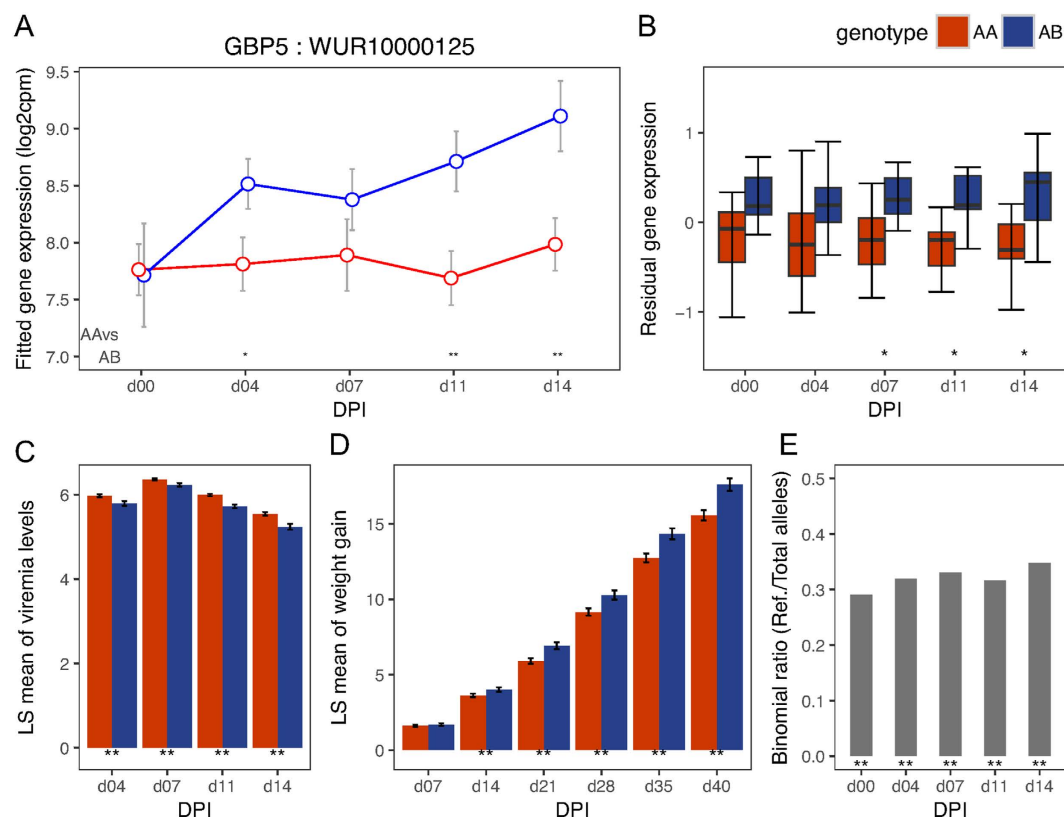 A
GBP5 : WUR10000125
Fitted gene expression (log2cpm)
9.5
9.0
8.5
8.0
7.5
7.0
AAvs
AB
* ** **
d00 d04 d07 d11 d14
DPI
genotype AA AB
B
Residual gene expression
1
0
−1
* * *
d00 d04 d07 d11 d14
DPI
C
LS mean of viremia levels
6
4
2
0
** ** ** **
d04 d07 d11 d14
DPI
D
LS mean of weight gain
15
10
5
0
** ** ** ** **
d07 d14 d21 d28 d35 d40
DPI
E
Binomial ratio (Ref./Total alleles)
0.5
0.4
0.3
0.3
0.1
0.0
** ** ** ** **
d00 d04 d07 d11 d14
DPI